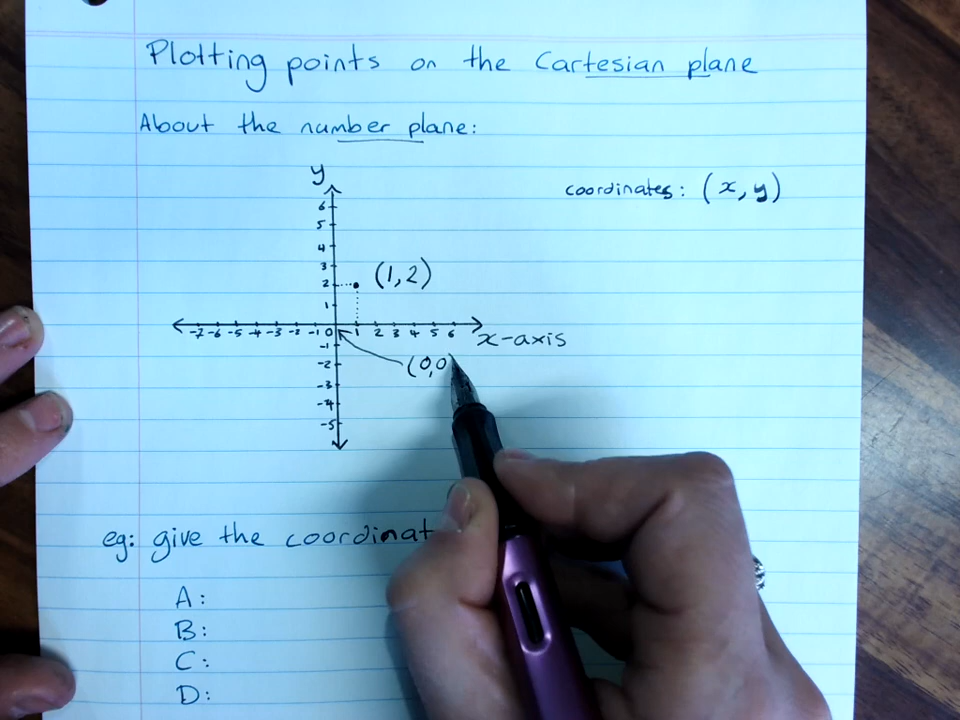 Plotting points on the Cartesian plane
About the number plane:
y
coordinates: (x, y)
6
5
4
3
2
1
(1,2)
-7 -6 -5 -4 -3 -2 -1 0 1 2 3 4 5 6
x-axis
-1
-2
-3
-4
-5
(0,0)
eg: give the coordinat
A:
B:
C:
D: